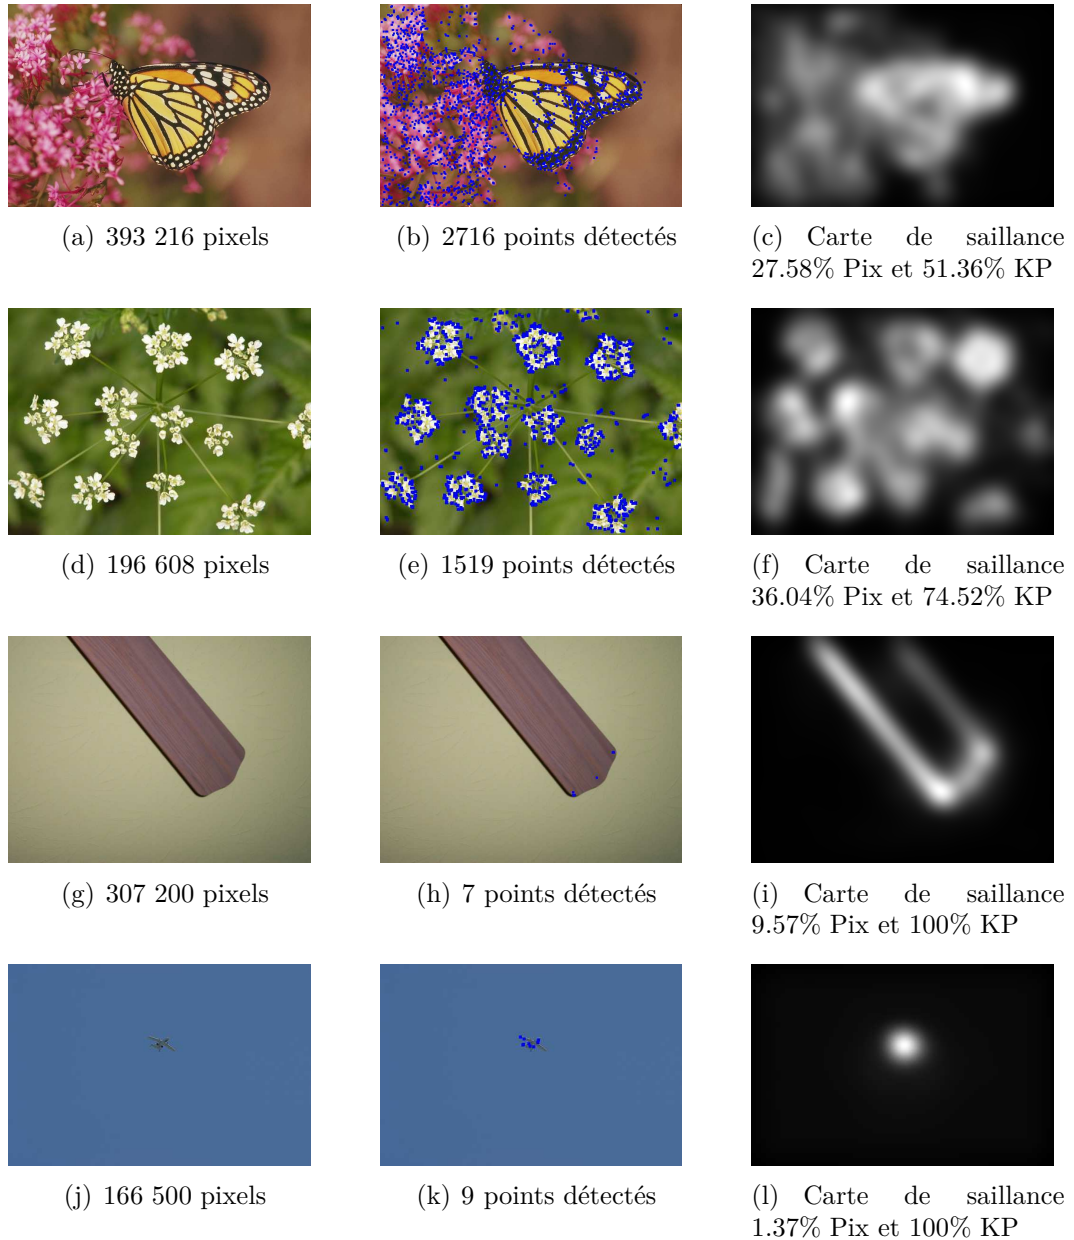 (a) 393 216 pixels
(b) 2716 points détectés
(c) Carte de saillance
27.58% Pix et 51.36% KP
(d) 196 608 pixels
(e) 1519 points détectés
(f) Carte de saillance
36.04% Pix et 74.52% KP
(g) 307 200 pixels
(h) 7 points détectés
(i) Carte de saillance
9.57% Pix et 100% KP
(j) 166 500 pixels
(k) 9 points détectés
(l) Carte de saillance
1.37% Pix et 100% KP